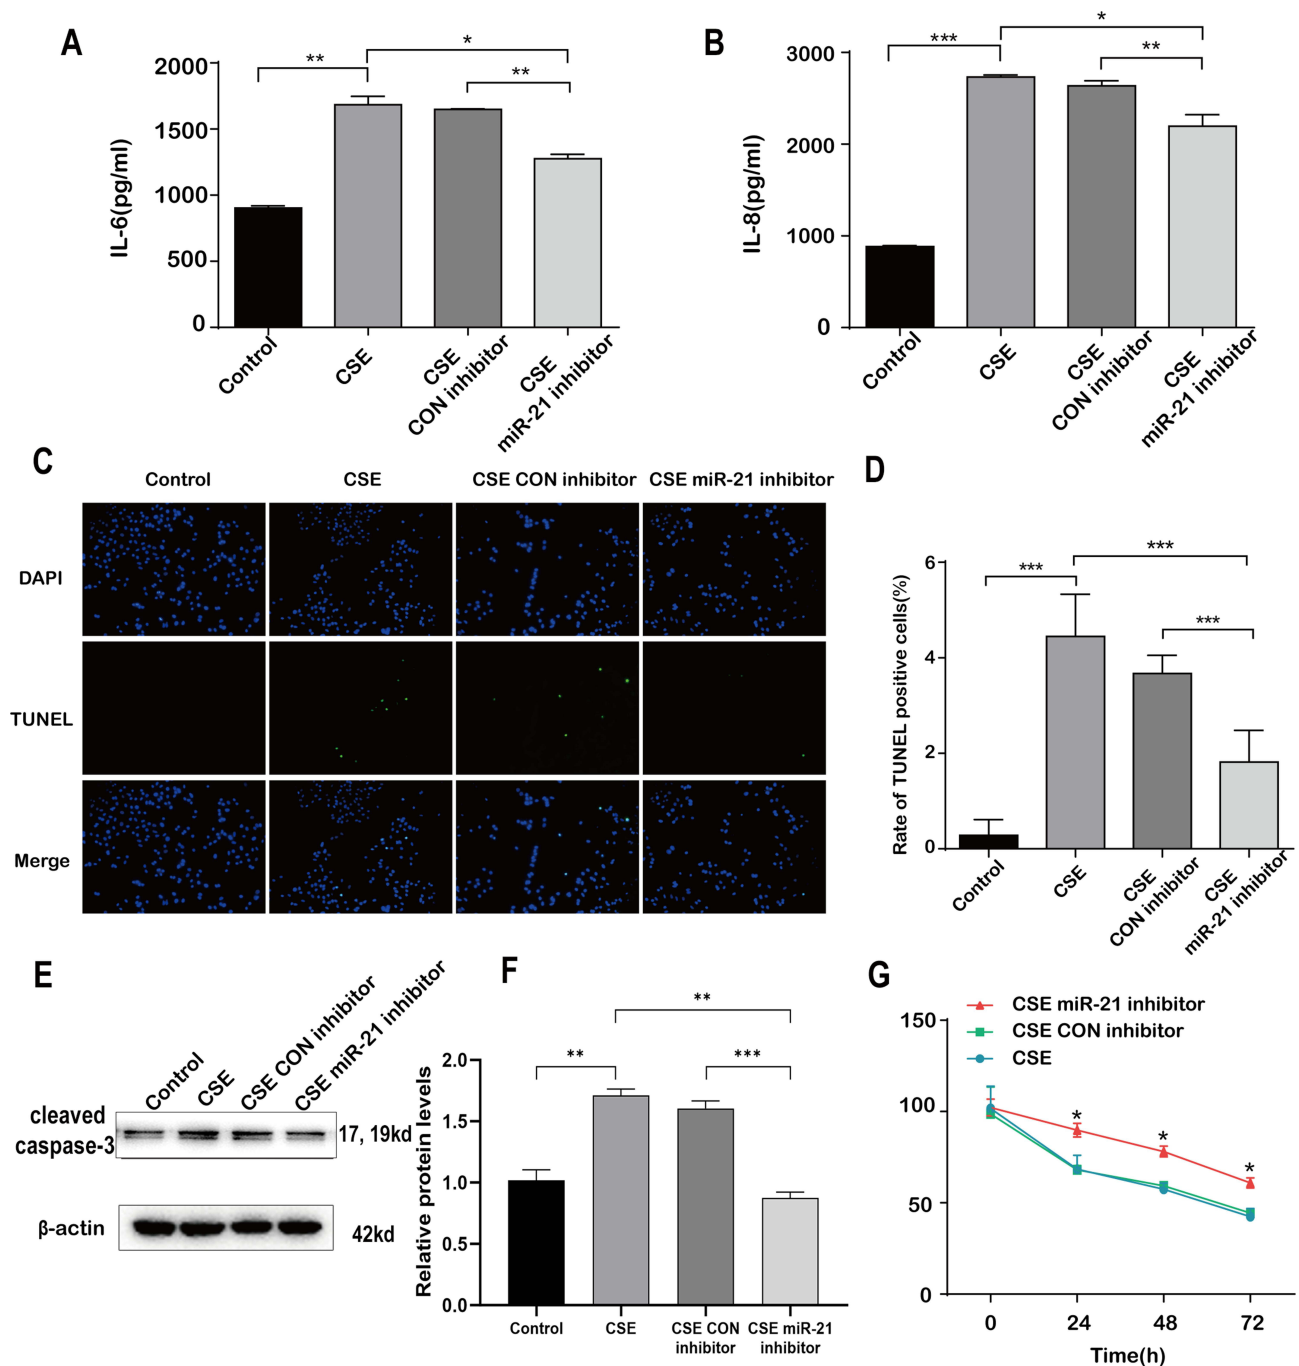 A
IL-6(pg/ml)
2000
1500
1000
500
0
**
*
**
Control
CSE
CSE
CON inhibitor
CSE
miR-21 inhibitor
B
IL-8(pg/ml)
3000
2000
1000
0
***
*
**
Control
CSE
CSE
CON inhibitor
CSE
miR-21 inhibitor
C
Control
CSE
CSE CON inhibitor
CSE miR-21 inhibitor
DAPI
TUNEL
Merge
D
Rate of TUNEL positive cells(%)
6
4
2
0
***
***
***
Control
CSE
CSE
CON inhibitor
CSE
miR-21 inhibitor
E
Control
CSE
CSE CON inhibitor
CSE miR-21 inhibitor
cleaved
caspase-3
17, 19kd
β-actin
42kd
F
Relative protein levels
2.0
1.5
1.0
0.5
0.0
**
**
***
Control
CSE
CSE CON
inhibitor
CSE miR-21
inhibitor
G
CSE miR-21 inhibitor
CSE CON inhibitor
CSE
150
100
50
0
*
*
*
0
24
48
72
Time(h)